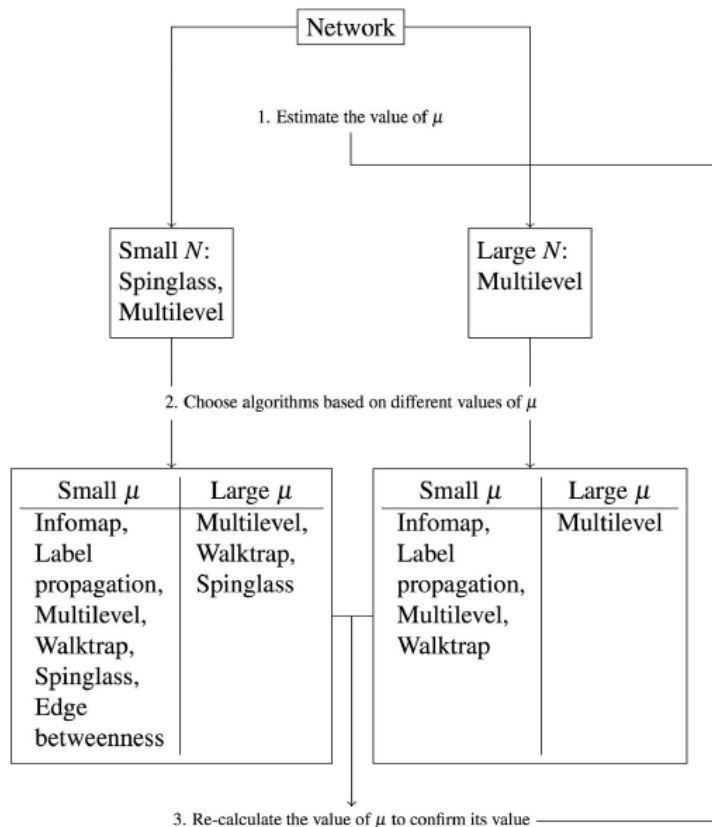 Network
1. Estimate the value of μ
Small N:
Spinglass,
Multilevel
Large N:
Multilevel
2. Choose algorithms based on different values of μ
Small μ
Infomap,
Label
propagation,
Multilevel,
Walktrap,
Spinglass,
Edge
betweenness
Large μ
Multilevel,
Walktrap,
Spinglass
Small μ
Infomap,
Label
propagation,
Multilevel,
Walktrap
Large μ
Multilevel
3. Re-calculate the value of μ to confirm its value